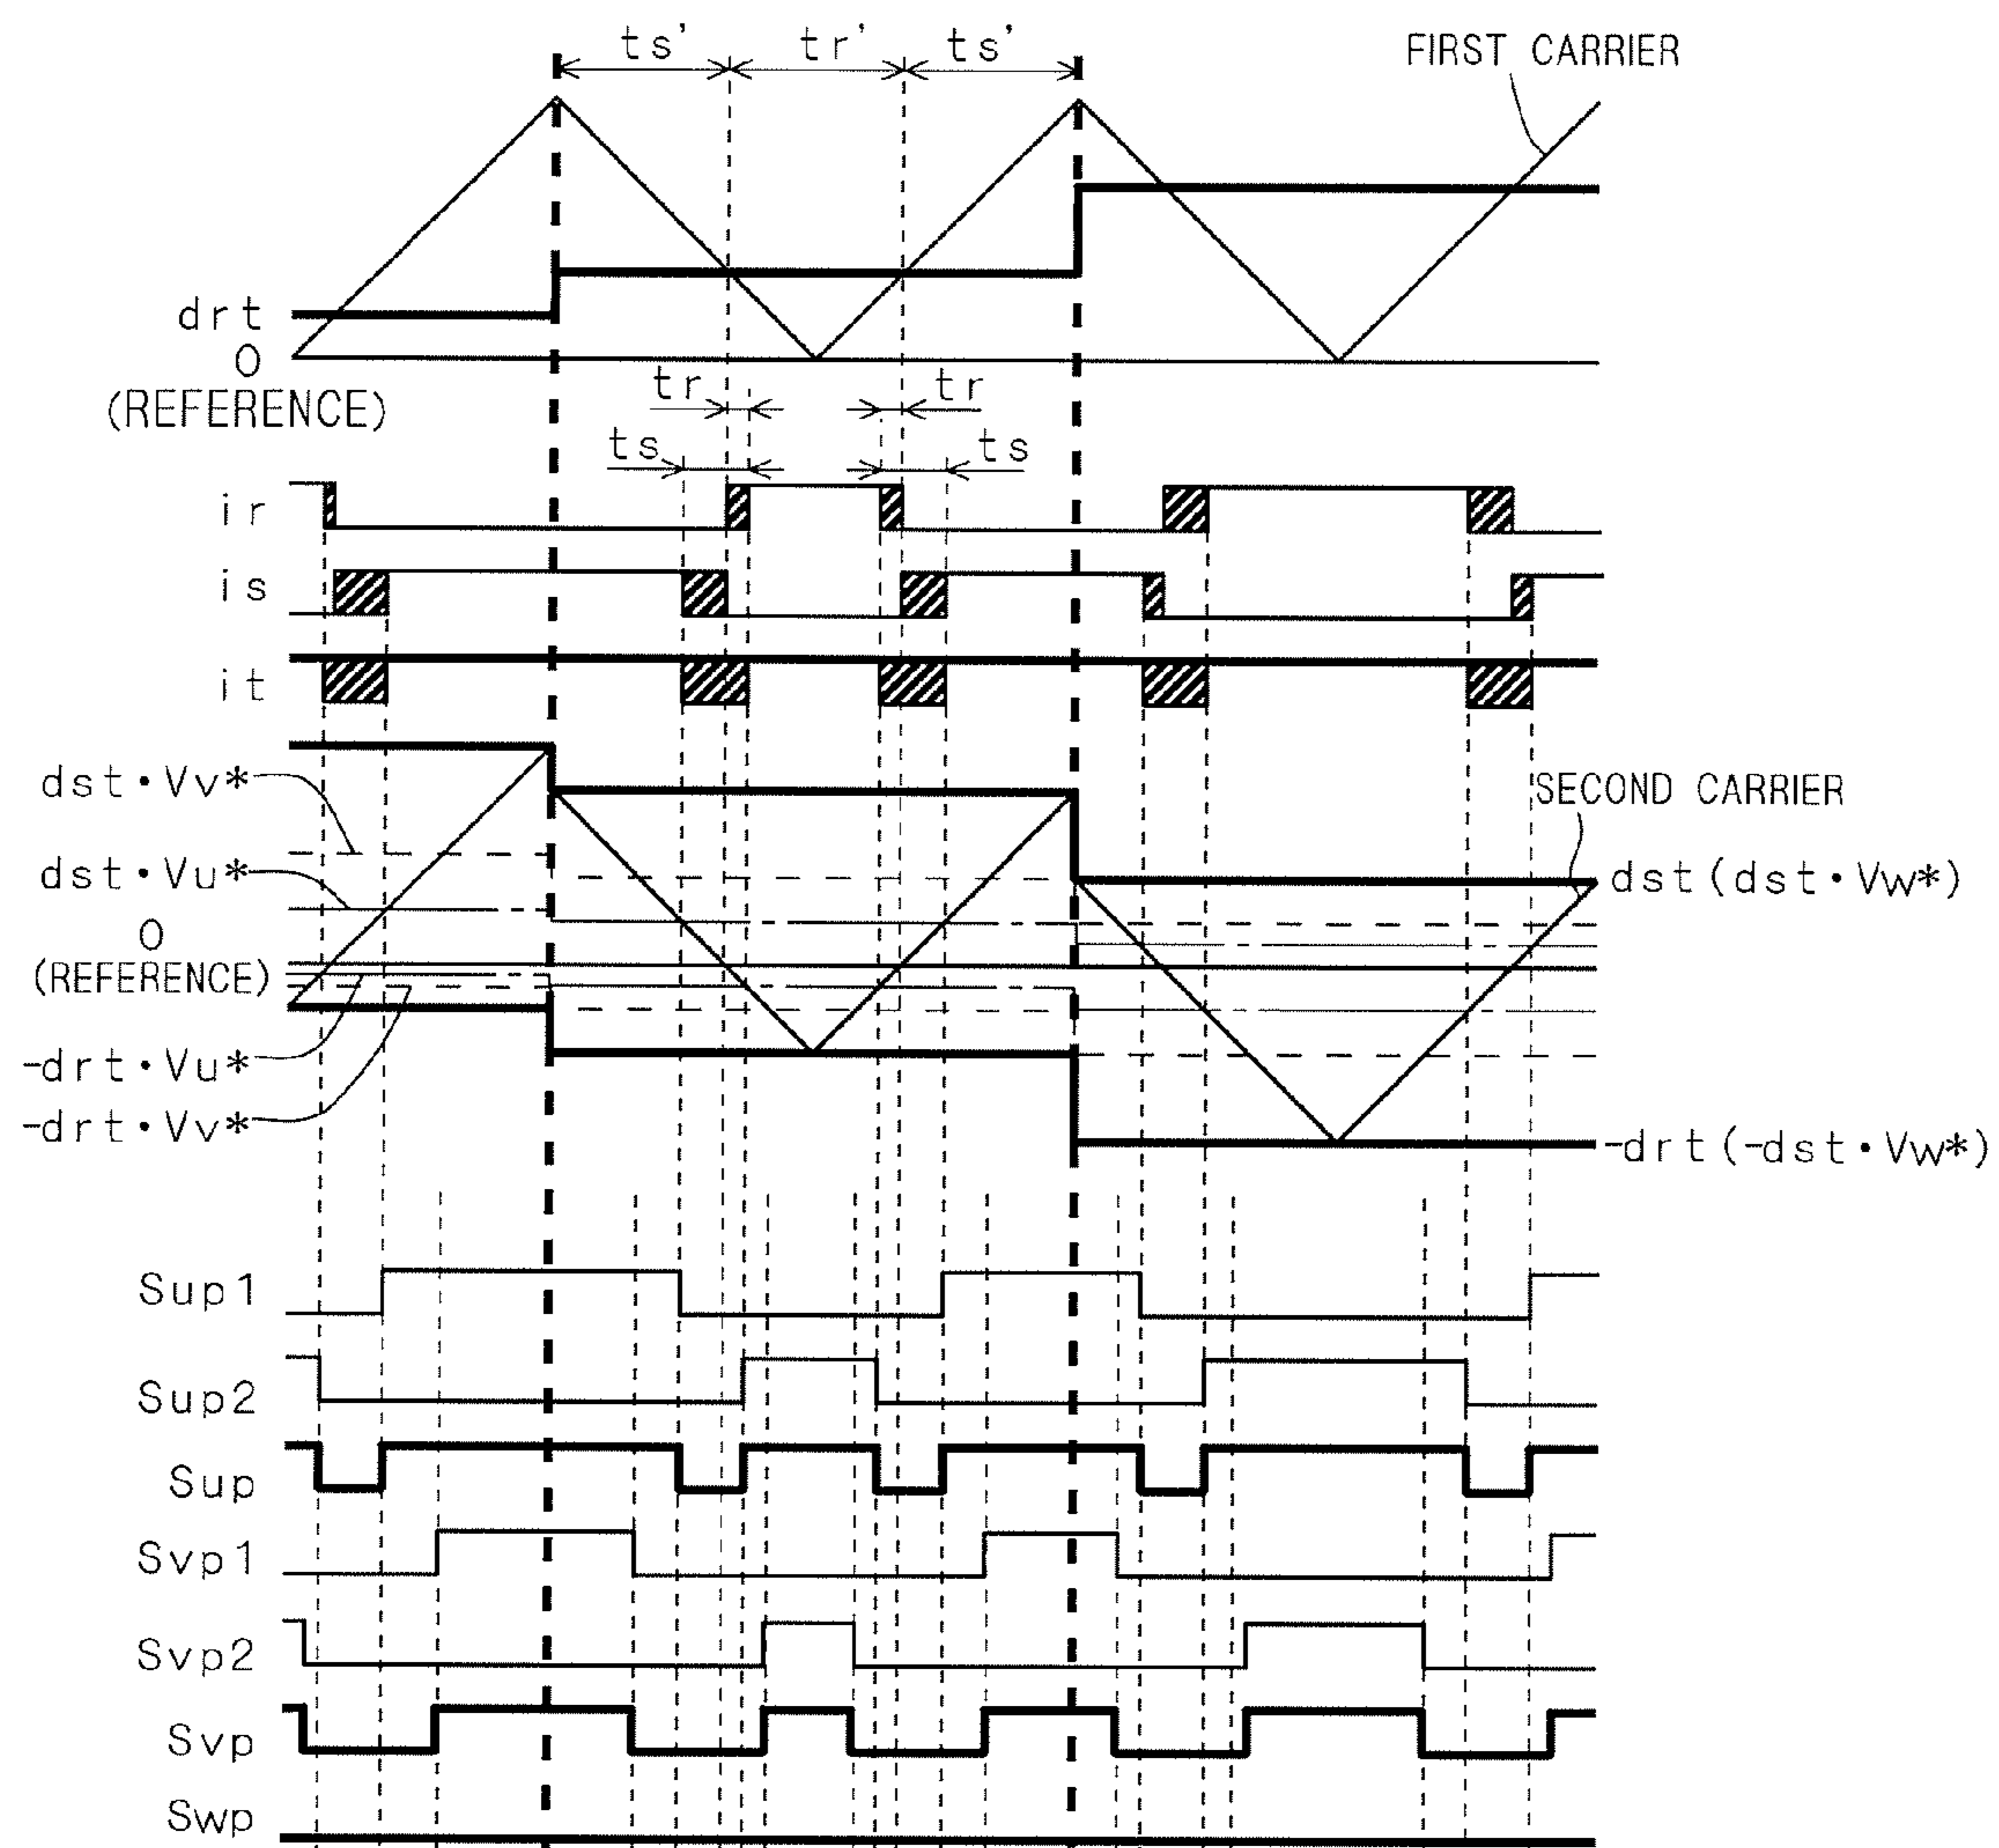 ts' tr' ts'
FIRST CARRIER
drt
0
(REFERENCE)
tr tr
ts ts
ir
is
it
dst・Vv*
SECOND CARRIER
dst・Vu*
dst(dst・Vw*)
0
(REFERENCE)
-drt・Vu*
-drt・Vv*
-drt(-dst・Vw*)
Sup1
Sup2
Sup
Svp1
Svp2
Svp
Swp